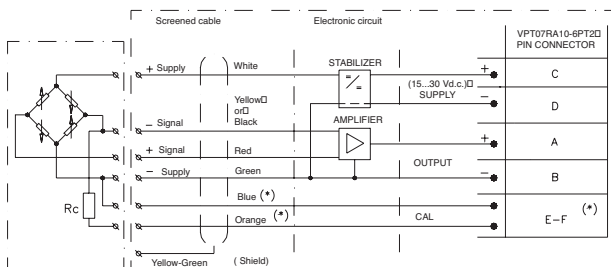 Screened cable
Electronic circuit
VPT07RA10-6PT2□
PIN CONNECTOR
+ Supply
White
STABILIZER
= =
(15...30 Vd.c.)□
SUPPLY
+
C
−
D
Yellow□
or□
Black
− Signal
AMPLIFIER
+
A
+ Signal
Red
OUTPUT
− Supply
Green
−
B
Blue (*)
Rc
Orange (*)
CAL
E-F (*)
Yellow-Green
( Shield)